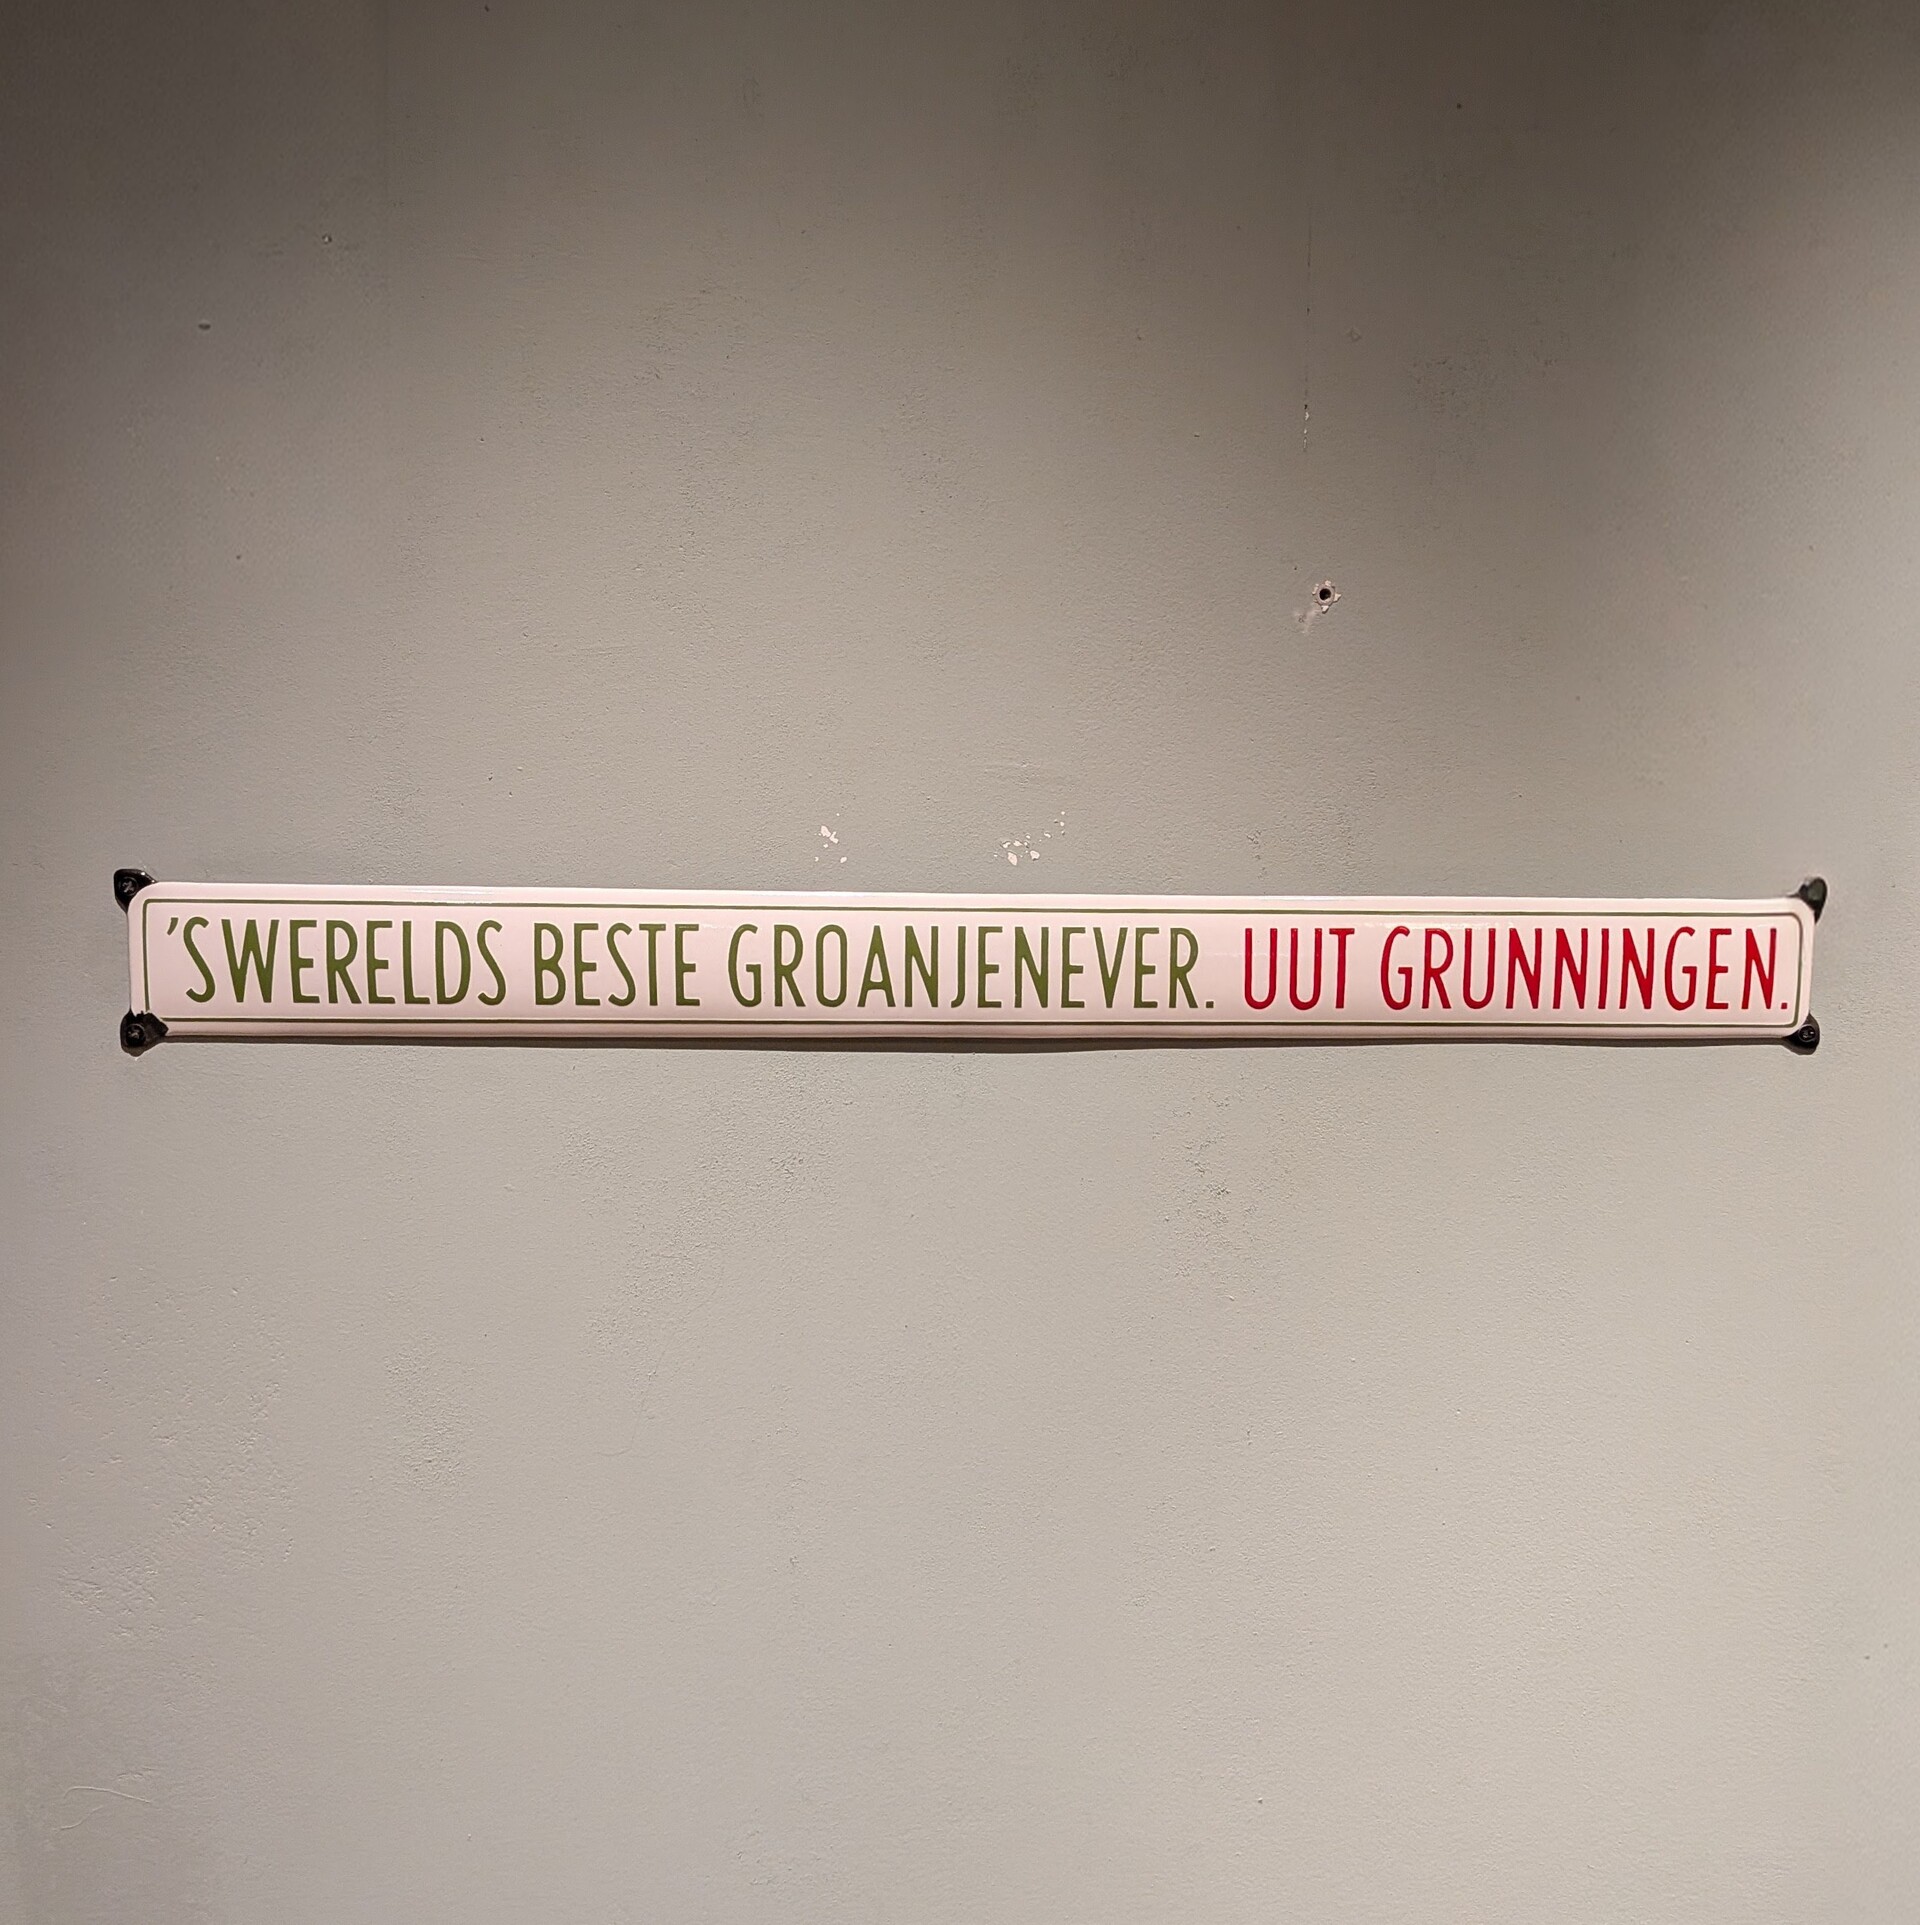 'SWERELDS BESTE GROANJENEVER. UUT GRUNNINGEN.